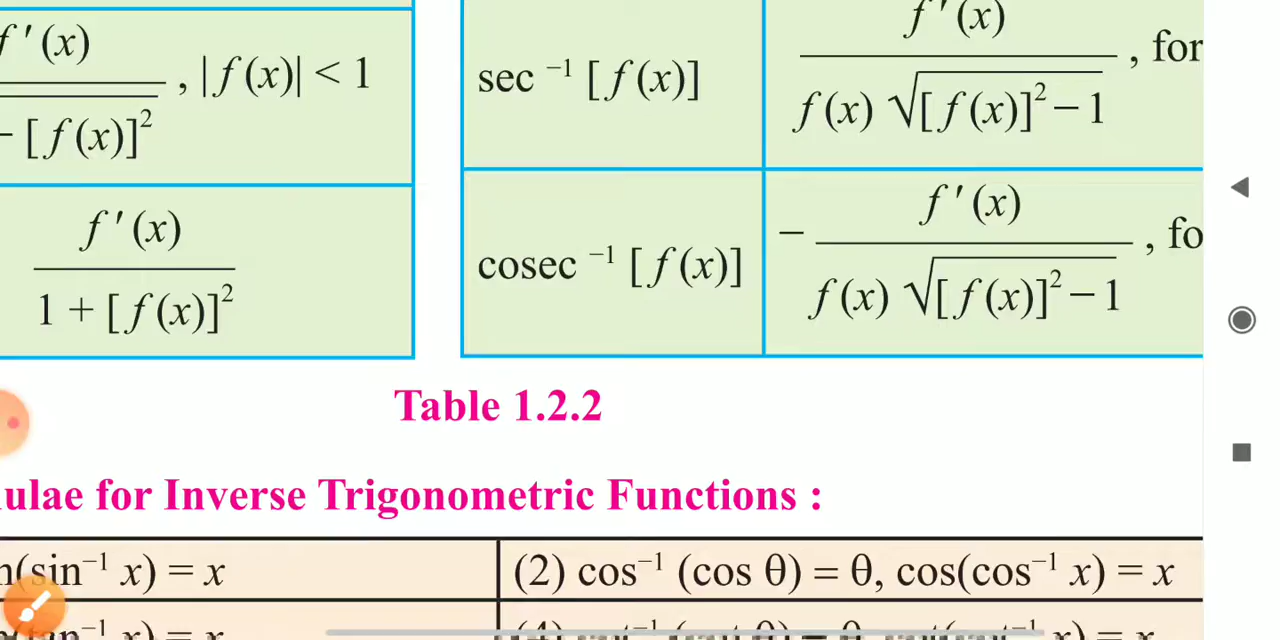 f ′(x)
, |f (x)| < 1
− [f (x)]²
f ′(x)
1 + [f (x)]²
sec ⁻¹ [f (x)]
f ′(x)
, for
f (x) √[f (x)]² − 1
cosec ⁻¹ [f (x)]
− f ′(x)
, fo
f (x) √[f (x)]² − 1
Table 1.2.2
ulae for Inverse Trigonometric Functions :
(sin⁻¹ x) = x
(2) cos⁻¹ (cos θ) = θ, cos(cos⁻¹ x) = x